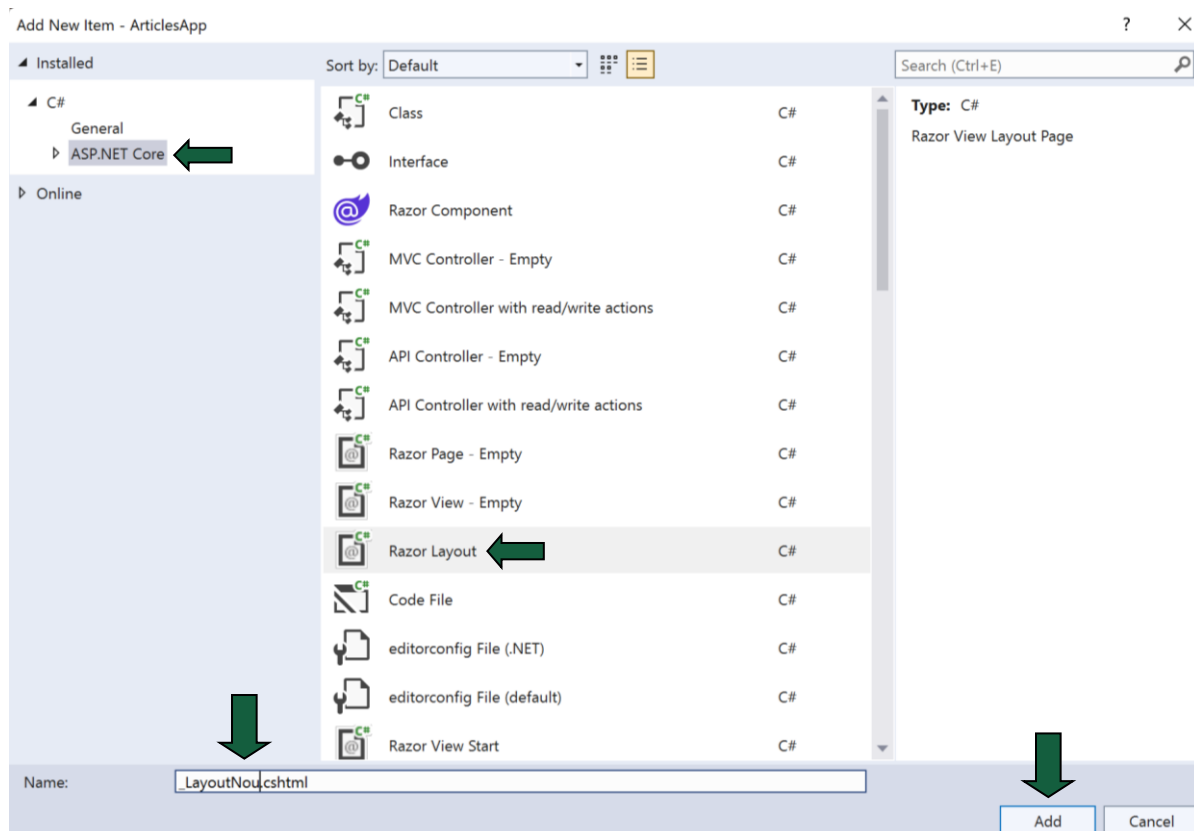 Add New Item - ArticlesApp
?
Installed
Sort by: Default
Search (Ctrl+E)
C#
General
ASP.NET Core
Online
Class C#
Interface C#
Razor Component C#
MVC Controller - Empty C#
MVC Controller with read/write actions C#
API Controller - Empty C#
API Controller with read/write actions C#
Razor Page - Empty C#
Razor View - Empty C#
Razor Layout C#
Code File C#
editorconfig File (.NET) C#
editorconfig File (default) C#
Razor View Start C#
Type: C#
Razor View Layout Page
Name: _LayoutNou.cshtml
Add Cancel